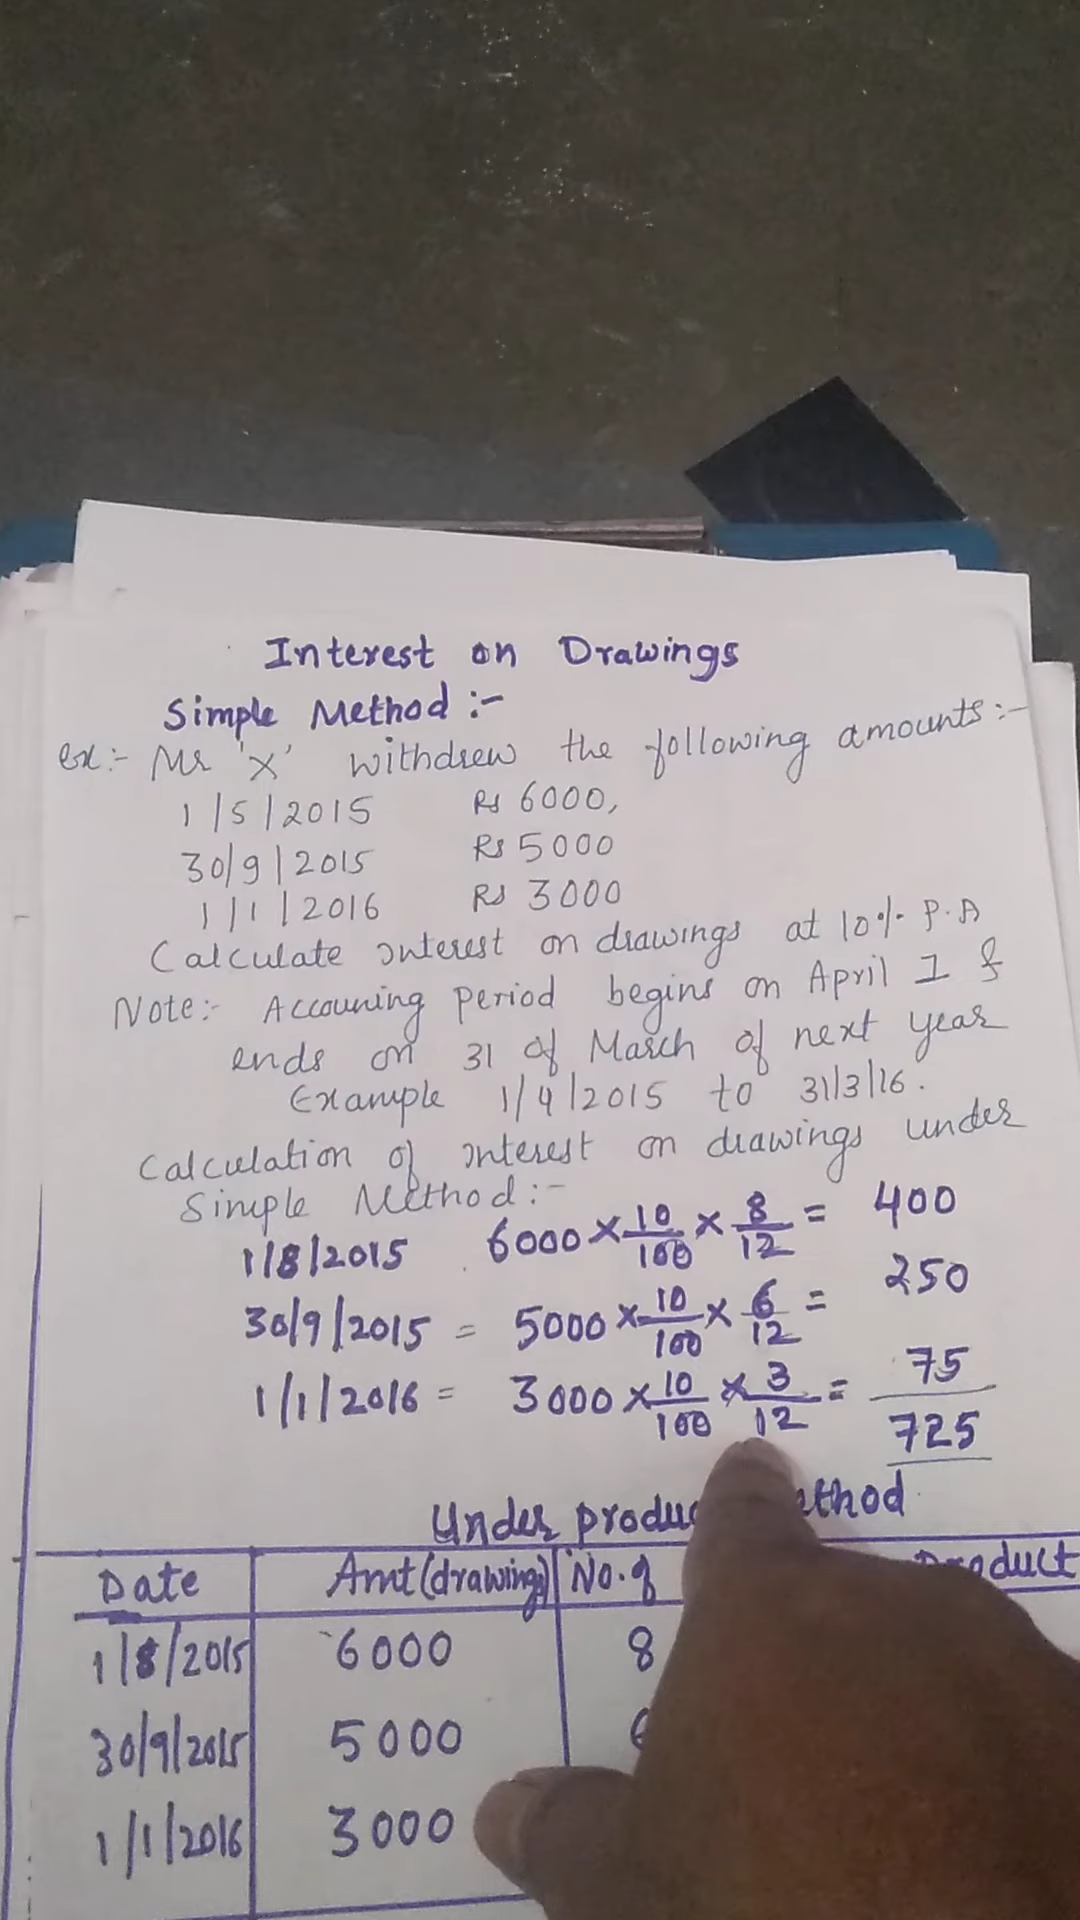 Interest on Drawings
Simple Method :-
ex:- Mr 'X' withdrew the following amounts:-
1/5/2015 Rs 6000,
30/9/2015 Rs 5000
1/1/2016 Rs 3000
Calculate interest on drawings at 10% P.A
Note:- Accouning period begins on April 1 &
ends on 31 of March of next year
Example 1/4/2015 to 31/3/16.
Calculation of interest on drawings under
Simple Method:-
1/8/2015 6000 × 10/100 × 8/12 = 400
30/9/2015 = 5000 × 10/100 × 6/12 = 250
1/1/2016 = 3000 × 10/100 × 3/12 = 75
725
Under
Date Amt (drawings) No. of
1/8/2015 6000 8
30/9/2015 5000
1/1/2016 3000